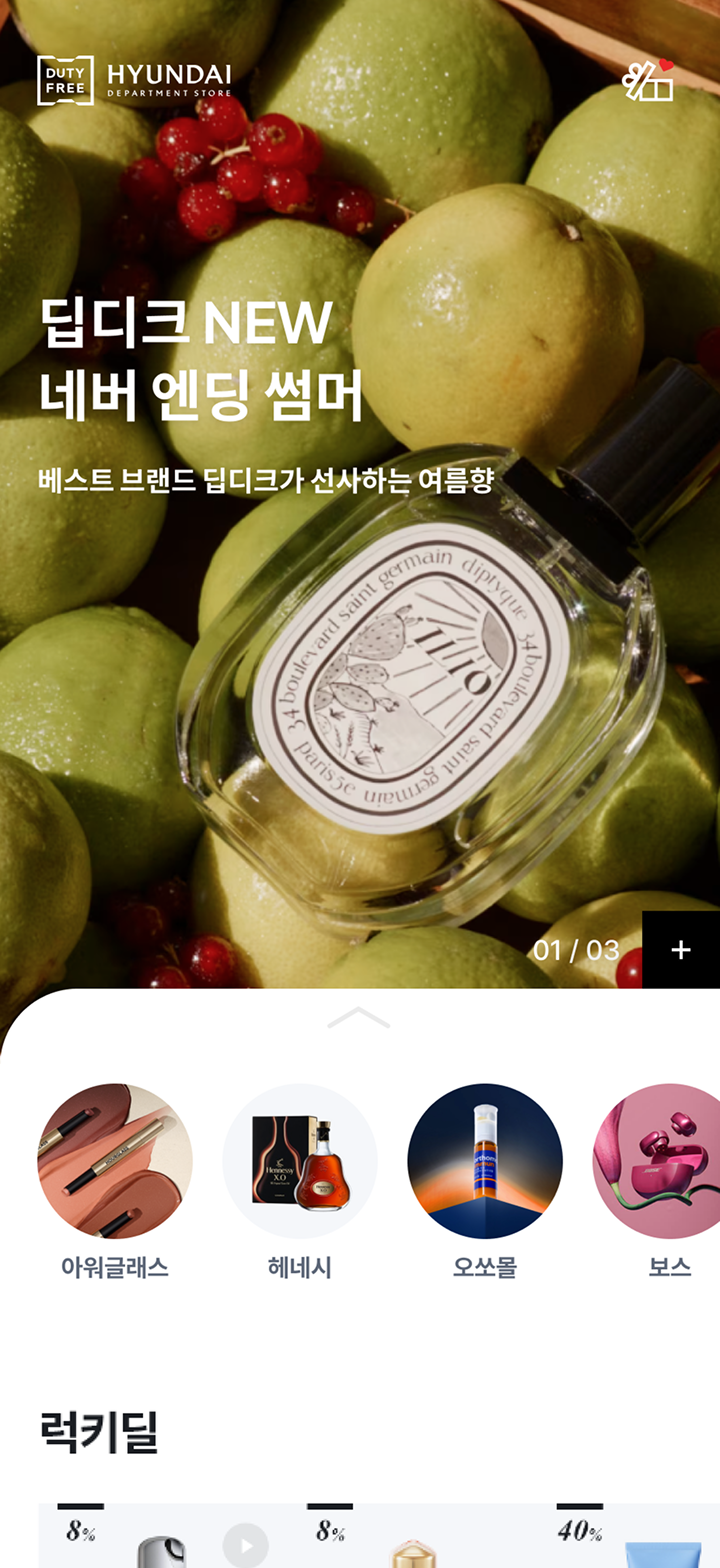 DUTY FREE
HYUNDAI
DEPARTMENT STORE
딥디크 NEW
네버 엔딩 썸머
베스트 브랜드 딥디크가 선사하는 여름향
34 boulevard saint germain diptyque 34 boulevard saint germain paris 5e
ilio
01 / 03
+
Hennessy
X.O
아워글래스
헤네시
오쏘몰
보스
럭키딜
8%
8%
40%